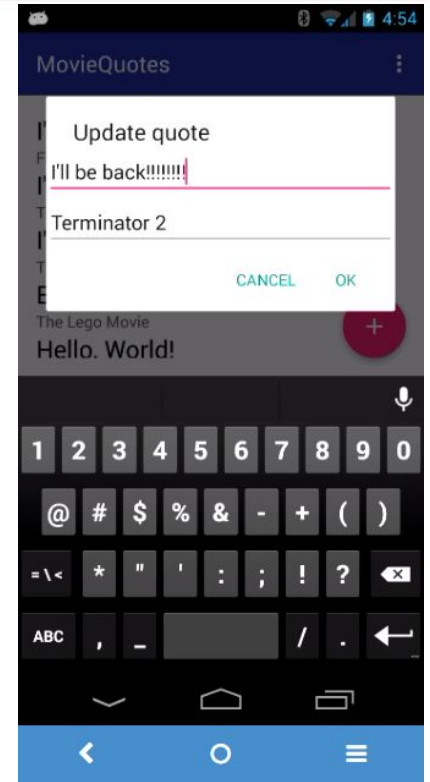 4:54
MovieQuotes
Update quote
I'll be back!!!!!!!!
Terminator 2
CANCEL OK
The Lego Movie
Hello. World!
+
1 2 3 4 5 6 7 8 9 0
@ # $ % & - + ( )
= \ < * " ' : ; ! ?
ABC , _ / .